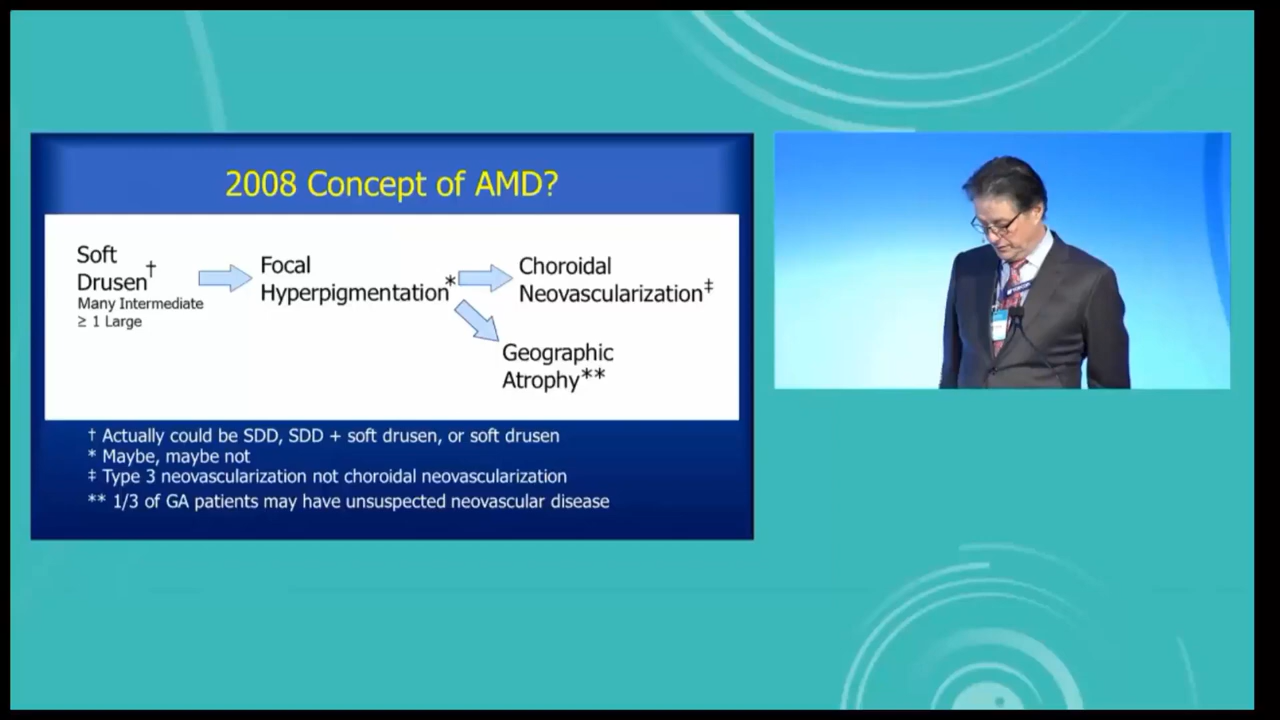 2008 Concept of AMD?
Soft
Drusen†
Many Intermediate
≥ 1 Large
Focal
Hyperpigmentation*
Choroidal
Neovascularization‡
Geographic
Atrophy**
† Actually could be SDD, SDD + soft drusen, or soft drusen
* Maybe, maybe not
‡ Type 3 neovascularization not choroidal neovascularization
** 1/3 of GA patients may have unsuspected neovascular disease